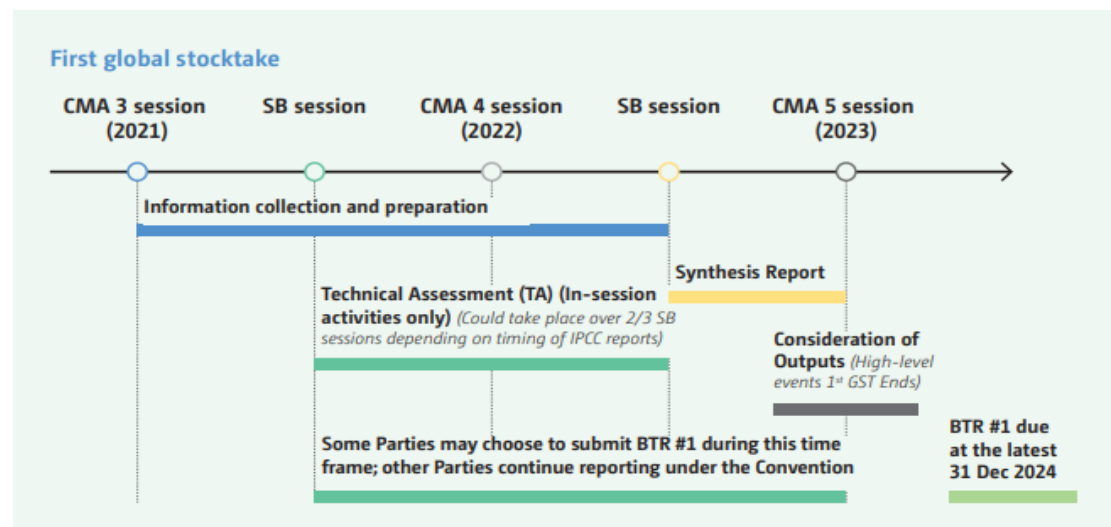 First global stocktake
CMA 3 session
(2021)
SB session
CMA 4 session
(2022)
SB session
CMA 5 session
(2023)
Information collection and preparation
Synthesis Report
Technical Assessment (TA) (In-session
activities only) (Could take place over 2/3 SB
sessions depending on timing of IPCC reports)
Consideration of
Outputs (High-level
events 1st GST Ends)
Some Parties may choose to submit BTR #1 during this time
frame; other Parties continue reporting under the Convention
BTR #1 due
at the latest
31 Dec 2024